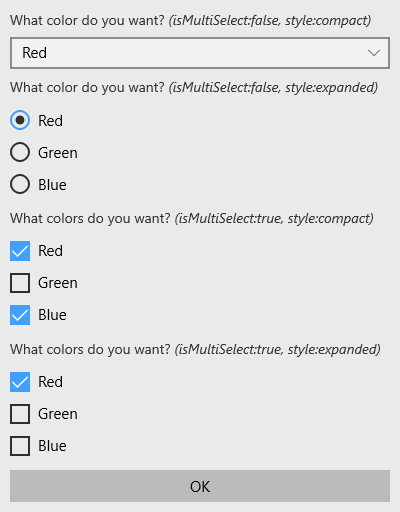 What color do you want? (isMultiSelect:false, style:compact)
Red
What color do you want? (isMultiSelect:false, style:expanded)
Red
Green
Blue
What colors do you want? (isMultiSelect:true, style:compact)
Red
Green
Blue
What colors do you want? (isMultiSelect:true, style:expanded)
Red
Green
Blue
OK